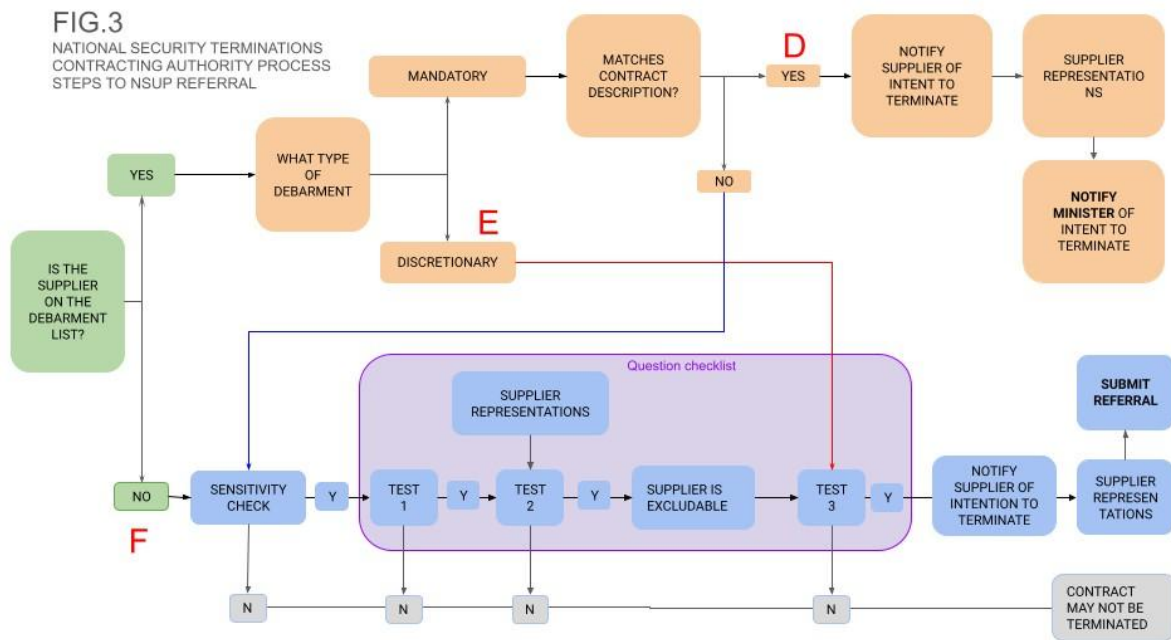 FIG.3
NATIONAL SECURITY TERMINATIONS
CONTRACTING AUTHORITY PROCESS
STEPS TO NSUP REFERRAL
MANDATORY
MATCHES
CONTRACT
DESCRIPTION?
D
YES
NOTIFY
SUPPLIER OF
INTENT TO
TERMINATE
SUPPLIER
REPRESENTATIO
NS
YES
WHAT TYPE
OF
DEBARMENT
NO
NOTIFY
MINISTER OF
INTENT TO
TERMINATE
E
DISCRETIONARY
IS THE
SUPPLIER
ON THE
DEBARMENT
LIST?
Question checklist
SUPPLIER
REPRESENTATIONS
SUBMIT
REFERRAL
NO
F
SENSITIVITY
CHECK
Y
TEST
1
Y
TEST
2
Y
SUPPLIER IS
EXCLUDABLE
TEST
3
Y
NOTIFY
SUPPLIER OF
INTENTION TO
TERMINATE
SUPPLIER
REPRESEN
TATIONS
N
N
N
N
CONTRACT
MAY NOT BE
TERMINATED